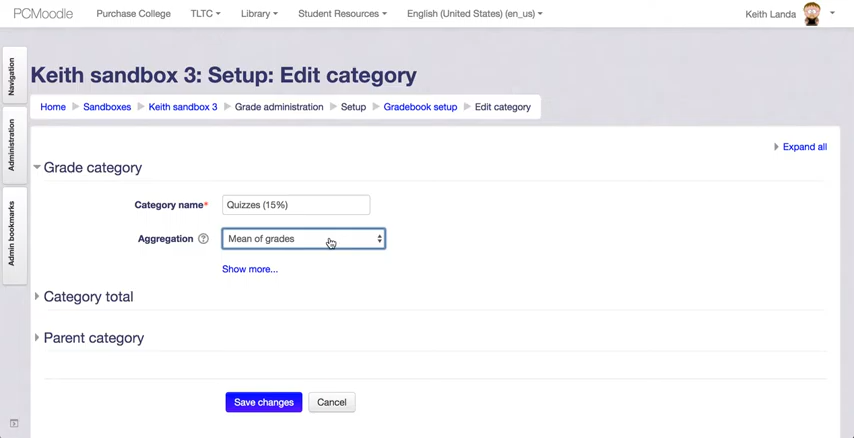 PCMoodle Purchase College TLTC Library Student Resources English (United States) (en_us) Keith Landa
Navigation
Administration
Admin bookmarks
Keith sandbox 3: Setup: Edit category
Home Sandboxes Keith sandbox 3 Grade administration Setup Gradebook setup Edit category
Expand all
Grade category
Category name* Quizzes (15%)
Aggregation ? Mean of grades
Show more...
Category total
Parent category
Save changes Cancel